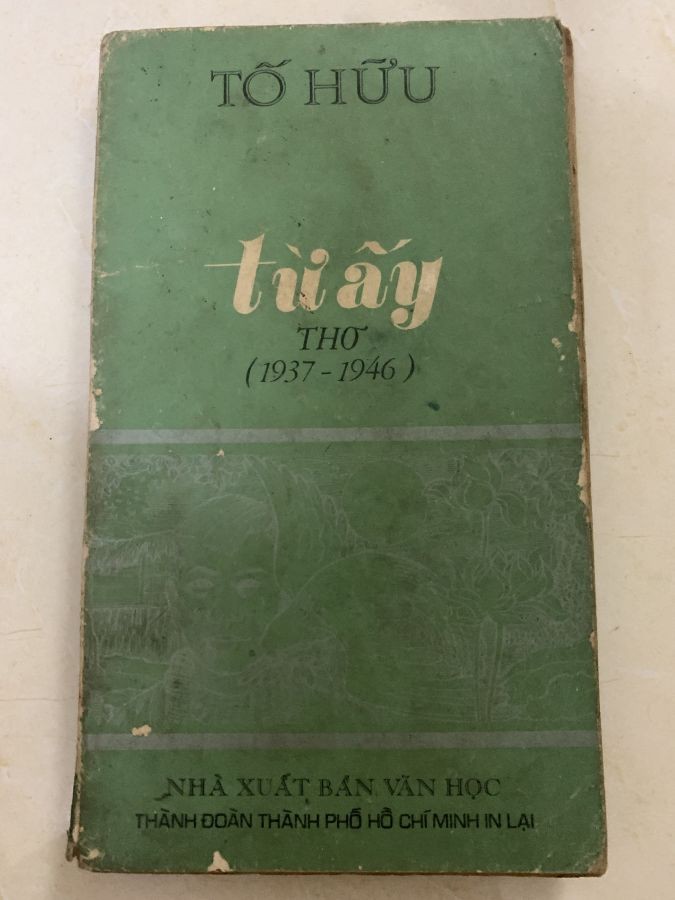 TỐ HỮU
từ ấy
THƠ
(1937 - 1946)
NHÀ XUẤT BẢN VĂN HỌC
THÀNH ĐOÀN THÀNH PHỐ HỒ CHÍ MINH IN LẠI